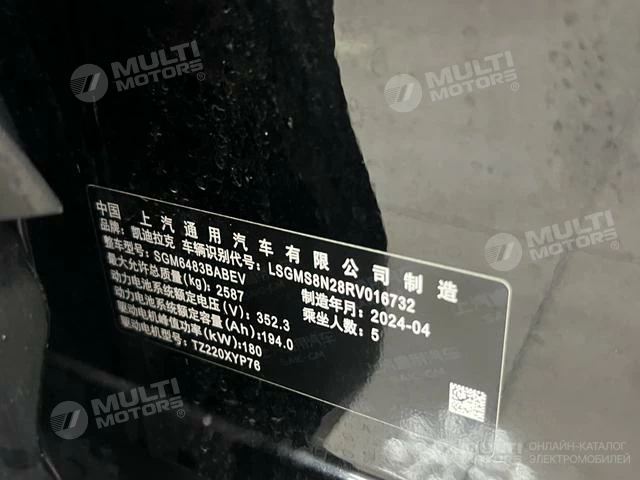 MULTI
MOTORS
MULTI
MOTORS
中国 上汽通用汽车有限公司制造
品牌: 凯迪拉克 车辆识别代号: LSGMS8N28RV016732
整车型号: SGM6483BABEV
制造年月: 2024-04
最大允许总质量(kg): 2587
乘坐人数: 5
动力电池系统额定电压(V): 352.3
动力电池系统额定容量(Ah): 194.0
驱动电机峰值功率(kW): 180
驱动电机型号: TZ220XYP76
MULTI
MOTORS
MULTI
MOTORS
ОНЛАЙН-КАТАЛОГ
ЭЛЕКТРОМОБИЛЕЙ